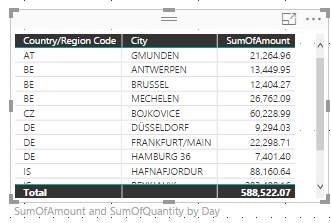 Country/Region Code City SumOfAmount
AT GMUNDEN 21,264.96
BE ANTWERPEN 13,449.95
BE BRUSSEL 12,404.27
BE MECHELEN 26,762.09
CZ BOJKOVICE 60,228.99
DE DÜSSELDORF 9,294.03
DE FRANKFURT/MAIN 22,298.71
DE HAMBURG 36 7,401.40
IS HAFNAFJORDUR 88,160.64
IS
Total 588,522.07
SumOfAmount and SumOfQuantity by Day